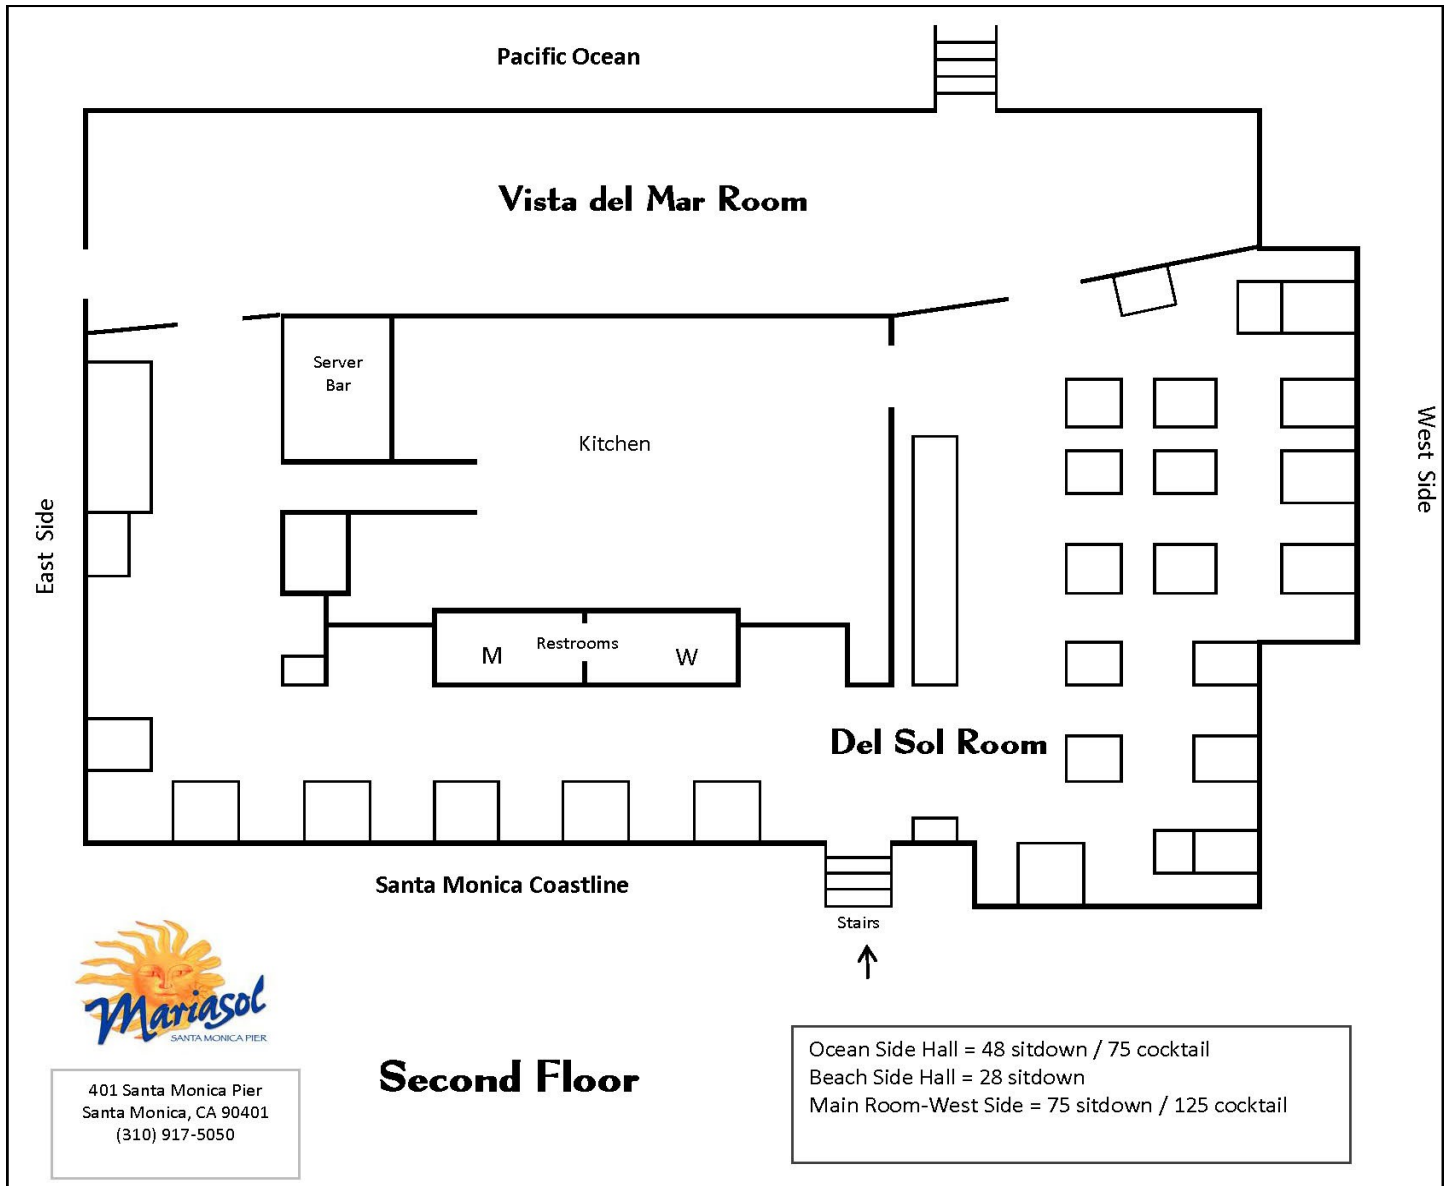 Pacific Ocean
Vista del Mar Room
Server
Bar
Kitchen
West Side
East Side
Restrooms
M
W
Del Sol Room
Santa Monica Coastline
Stairs
Mariasol
SANTA MONICA PIER
Second Floor
401 Santa Monica Pier
Santa Monica, CA 90401
(310) 917-5050
Ocean Side Hall = 48 sitdown / 75 cocktail
Beach Side Hall = 28 sitdown
Main Room-West Side = 75 sitdown / 125 cocktail